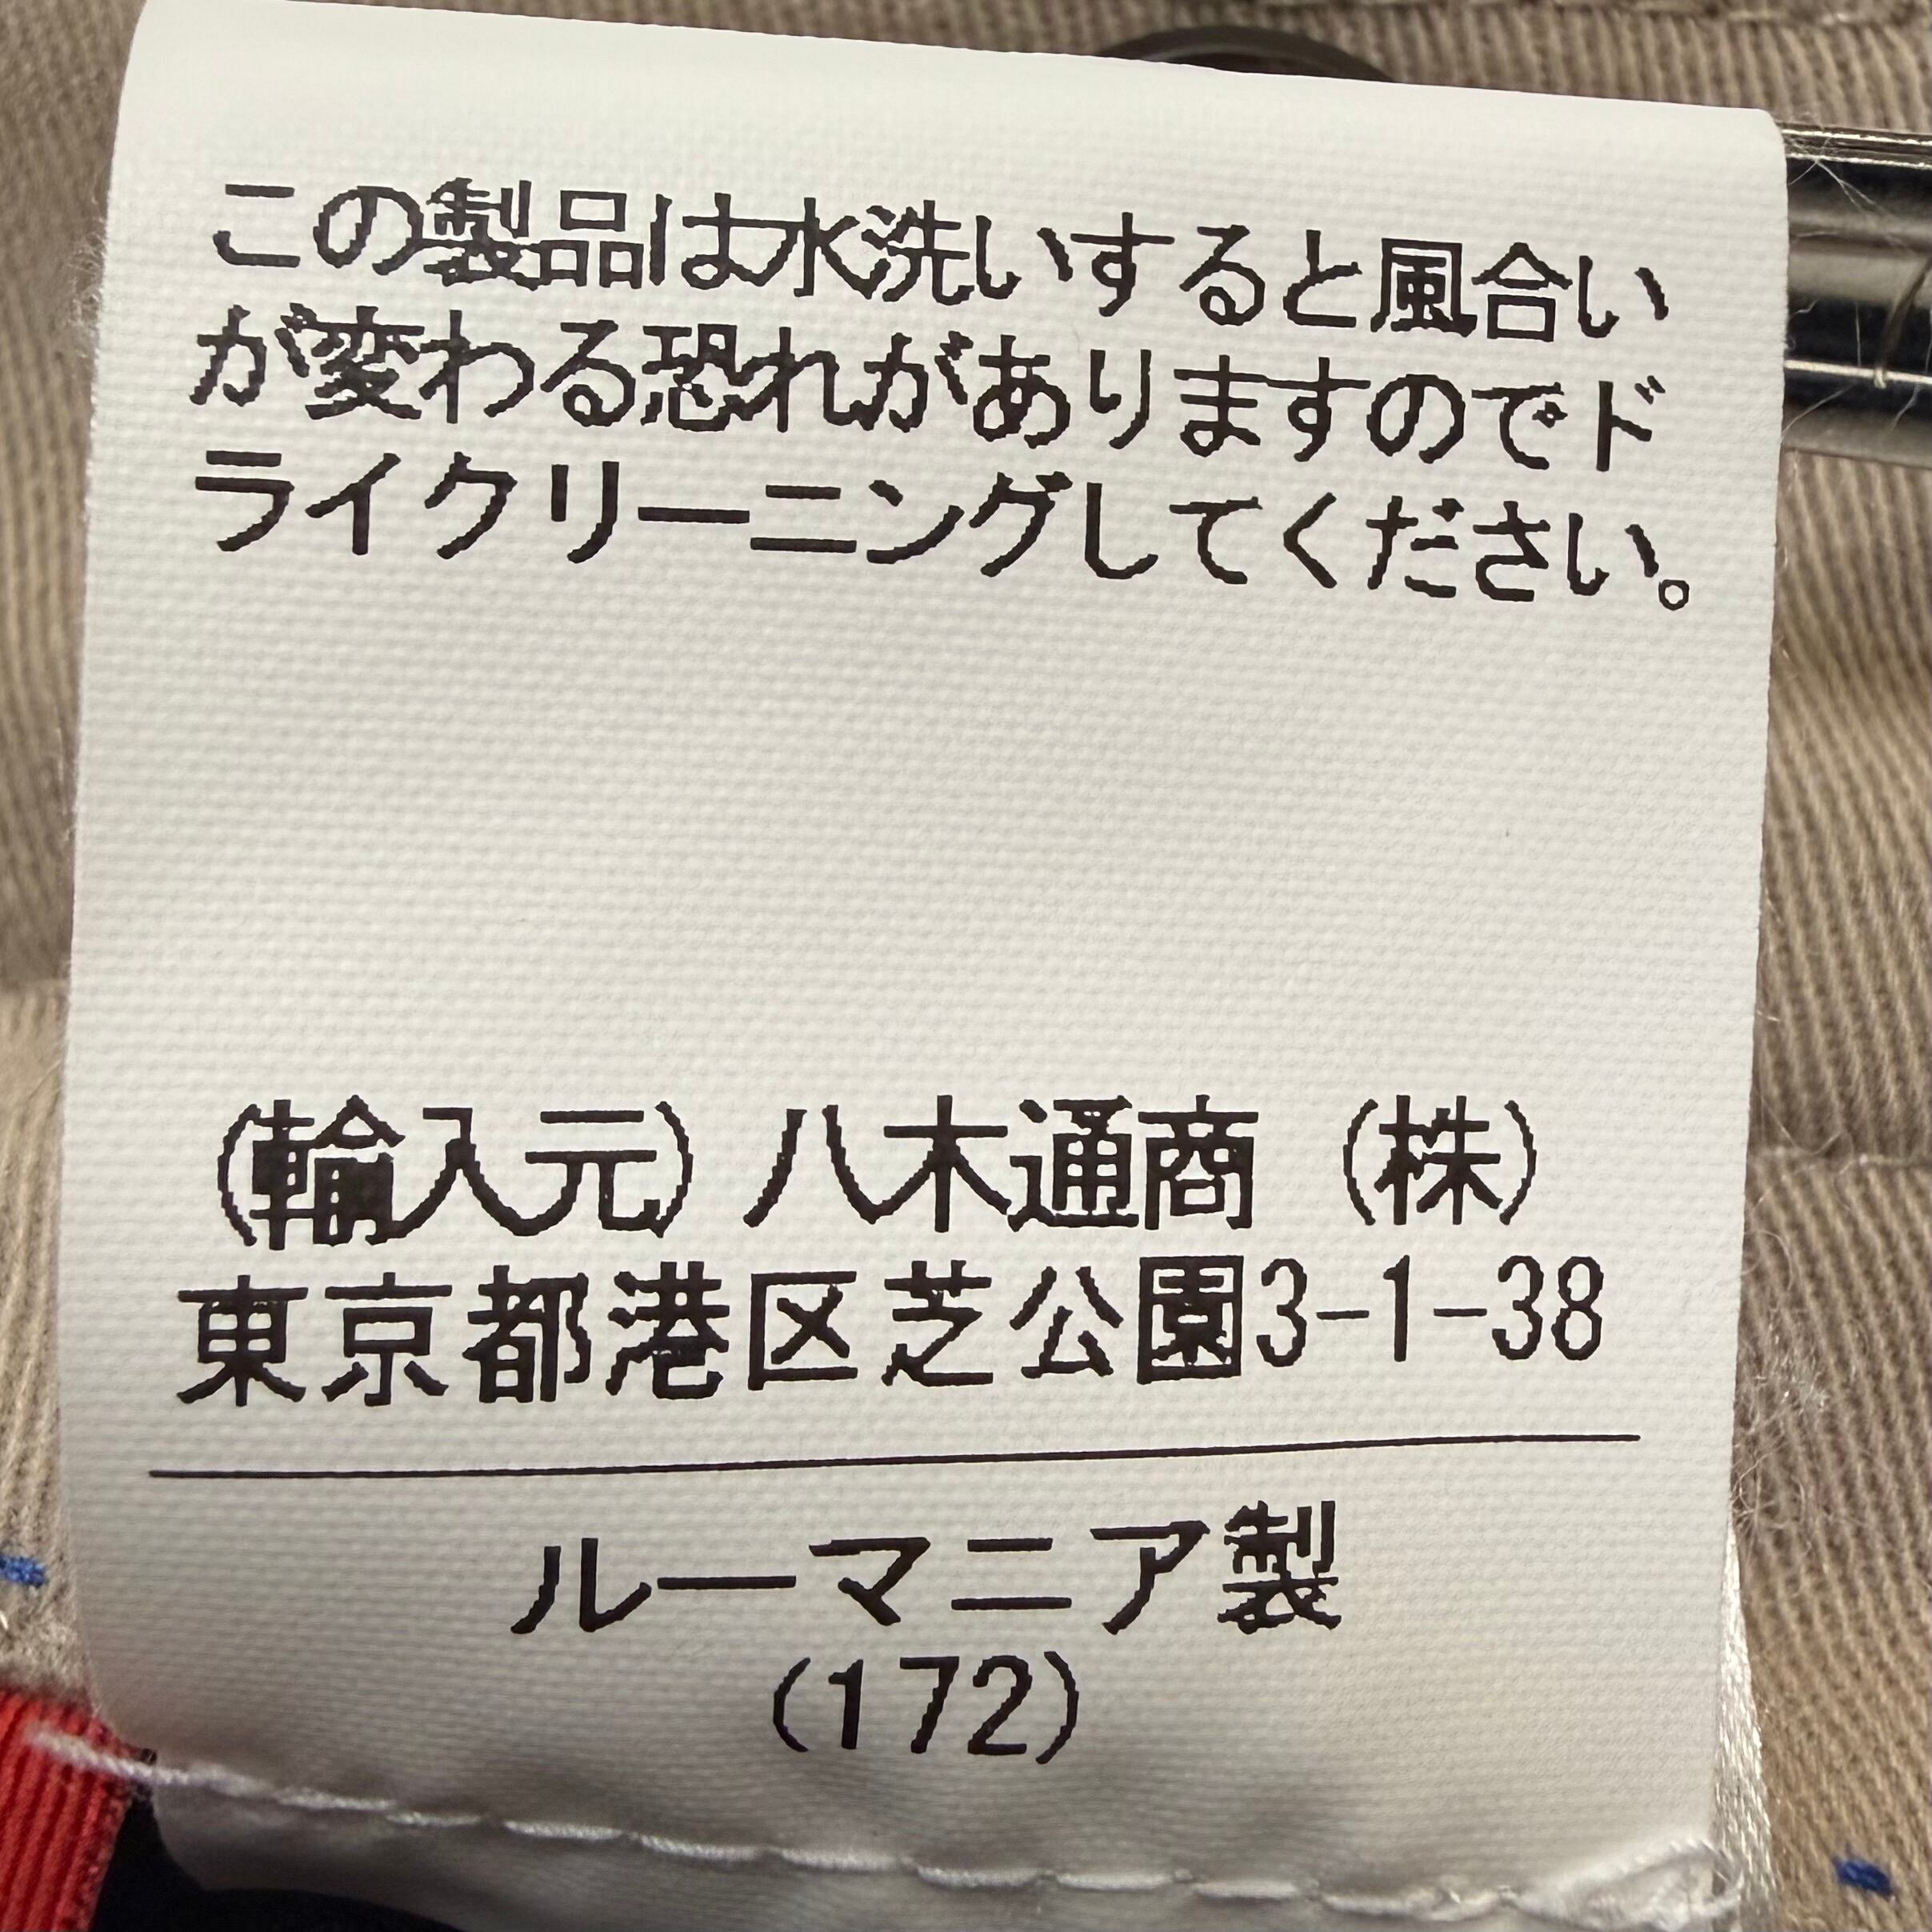 この製品は水洗いすると風合い
が変わる恐れがありますのでド
ライクリーニングしてください。
(輸入元) 八木通商 (株)
東京都港区芝公園3-1-38
ルーマニア製
(172)